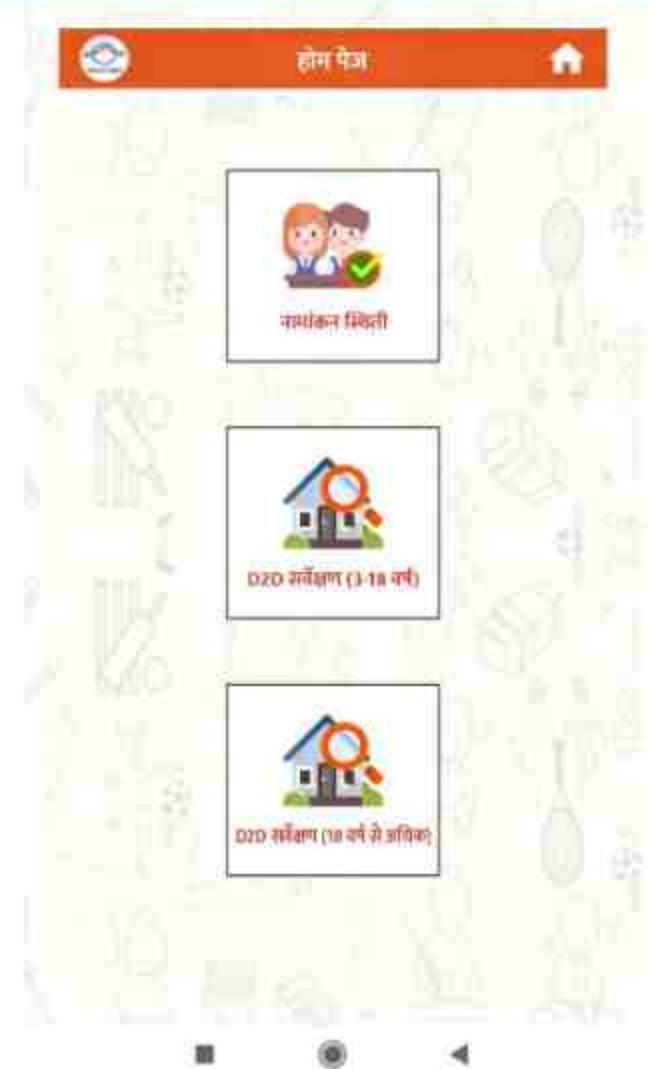 होम पेज
नामांकन स्थिती
D2D सर्वेक्षण (3-18 वर्ष)
D2D सर्वेक्षण (18 वर्ष से अधिक)